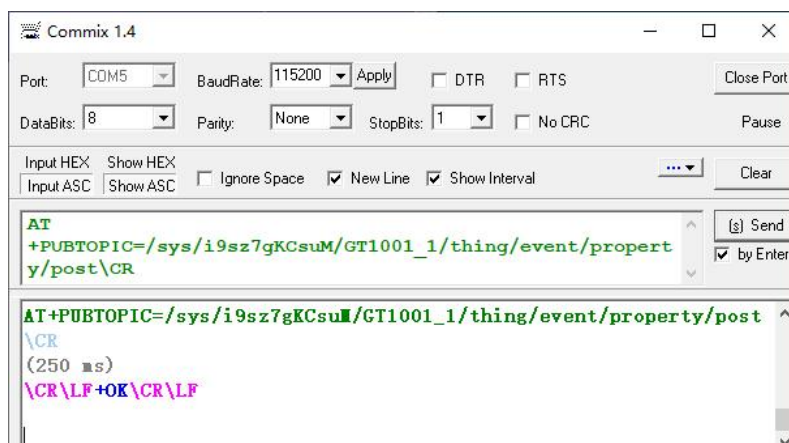 Commix 1.4
Port: COM5 BaudRate: 115200 Apply DTR RTS Close Port
DataBits: 8 Parity: None StopBits: 1 No CRC Pause
Input HEX Show HEX
Input ASC Show ASC Ignore Space New Line Show Interval ... Clear
AT
+PUBTOPIC=/sys/i9sz7gKCsuM/GT1001_1/thing/event/propert
y/post\CR
(s) Send
by Enter
AT+PUBTOPIC=/sys/i9sz7gKCsuM/GT1001_1/thing/event/property/post
\CR
(250 ms)
\CR\LF+OK\CR\LF